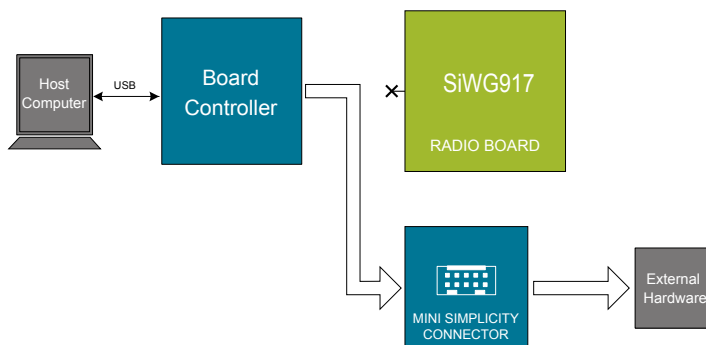 Host
Computer
USB
Board
Controller
SiWG917
RADIO BOARD
MINI SIMPLICITY
CONNECTOR
External
Hardware